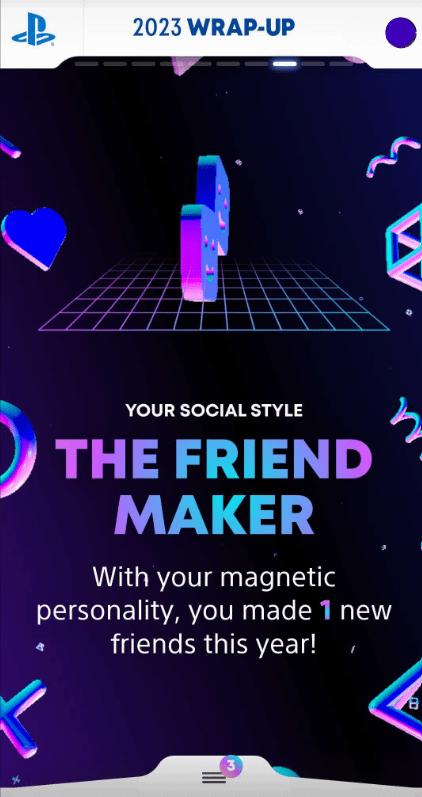 2023 WRAP-UP
YOUR SOCIAL STYLE
THE FRIEND
MAKER
With your magnetic
personality, you made 1 new
friends this year!
3